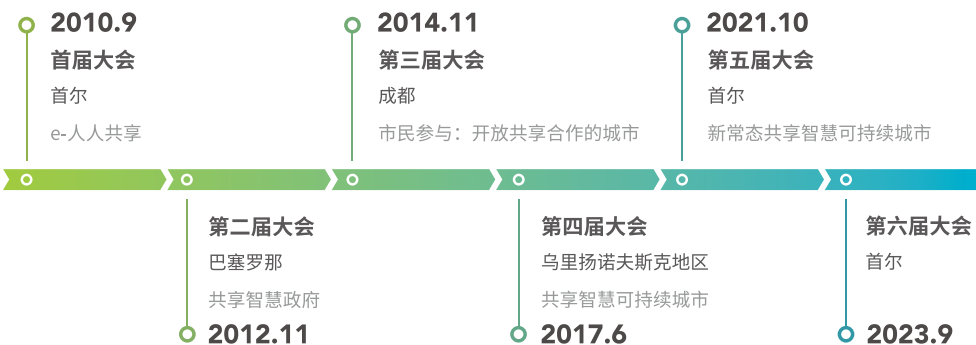 2010.9
首届大会
首尔
e-人人共享
2014.11
第三届大会
成都
市民参与：开放共享合作的城市
2021.10
第五届大会
首尔
新常态共享智慧可持续城市
第二届大会
巴塞罗那
共享智慧政府
2012.11
第四届大会
乌里扬诺夫斯克地区
共享智慧可持续城市
2017.6
第六届大会
首尔
2023.9